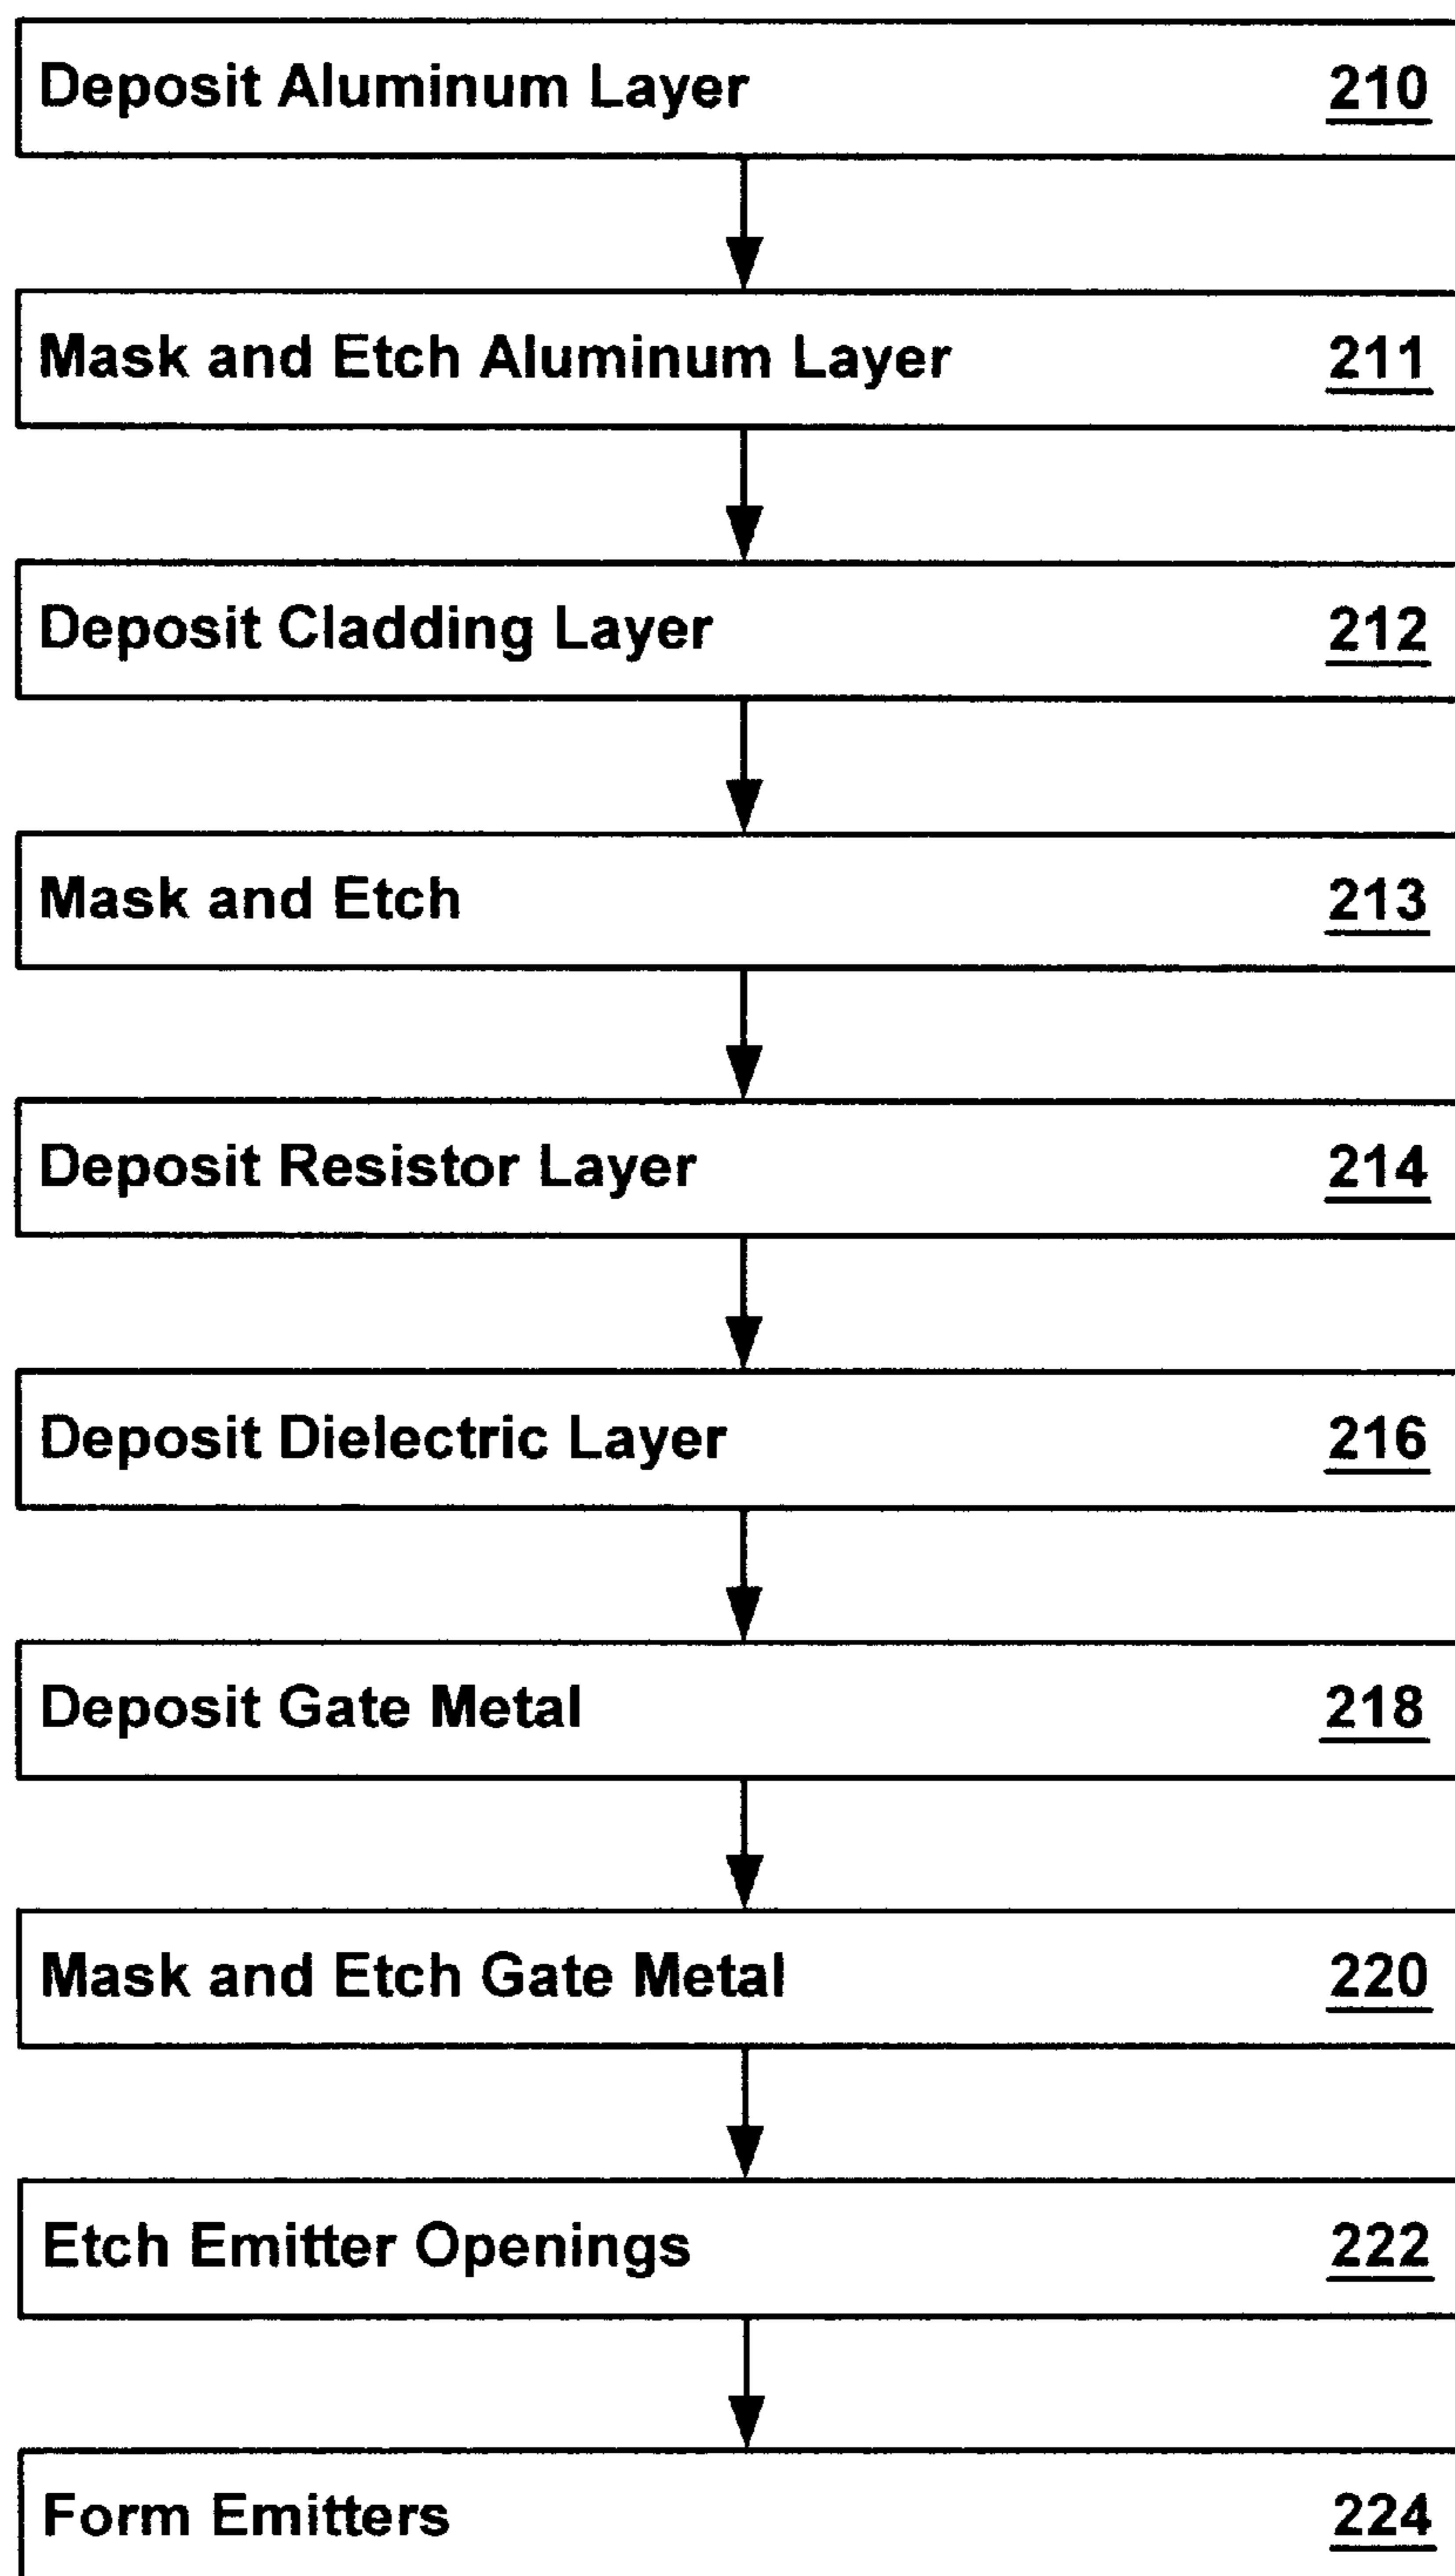 Deposit Aluminum Layer 210
Mask and Etch Aluminum Layer 211
Deposit Cladding Layer 212
Mask and Etch 213
Deposit Resistor Layer 214
Deposit Dielectric Layer 216
Deposit Gate Metal 218
Mask and Etch Gate Metal 220
Etch Emitter Openings 222
Form Emitters 224